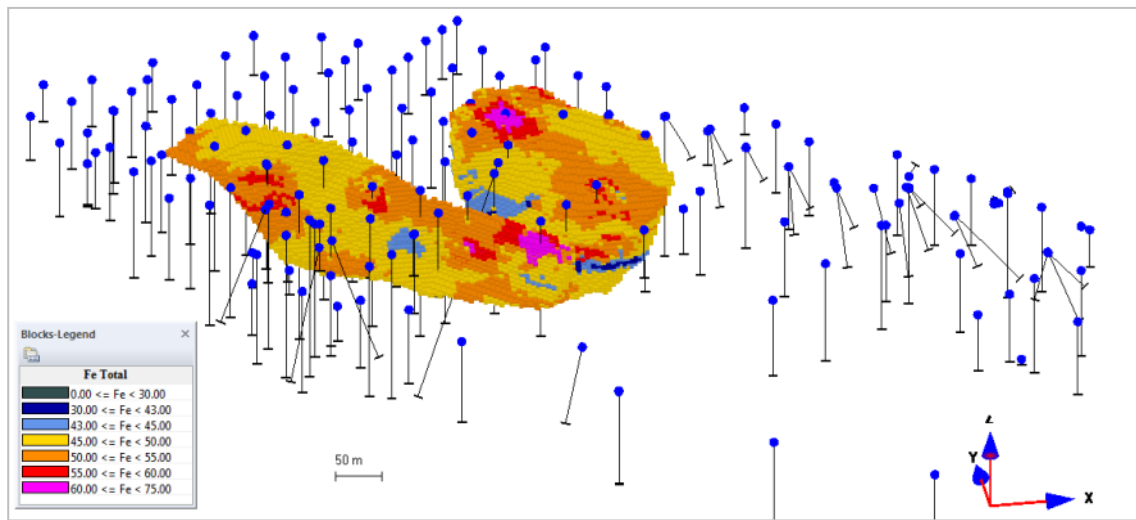 Blocks-Legend
Fe Total
0.00 <= Fe < 30.00
30.00 <= Fe < 43.00
43.00 <= Fe < 45.00
45.00 <= Fe < 50.00
50.00 <= Fe < 55.00
55.00 <= Fe < 60.00
60.00 <= Fe < 75.00
50 m
Z
Y
X